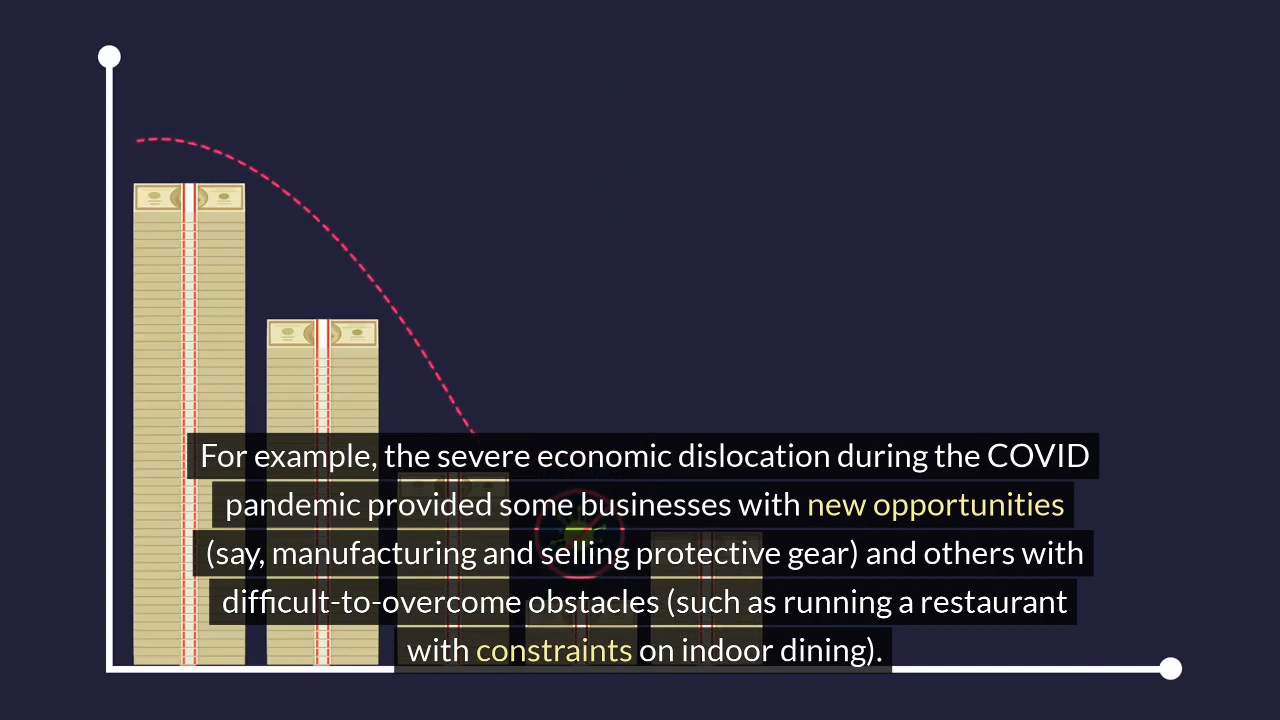 For example, the severe economic dislocation during the COVID
pandemic provided some businesses with new opportunities
(say, manufacturing and selling protective gear) and others with
difficult-to-overcome obstacles (such as running a restaurant
with constraints on indoor dining).